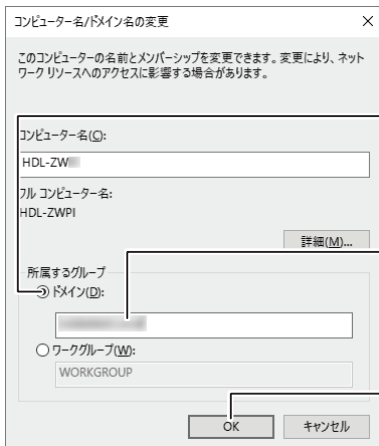 コンピューター名/ドメイン名の変更
このコンピューターの名前とメンバーシップを変更できます。変更により、ネット
ワーク リソースへのアクセスに影響する場合があります。
コンピューター名(C):
HDL-ZW
フル コンピューター名:
HDL-ZWPI
詳細(M)...
所属するグループ
ドメイン(D):
ワークグループ(W):
WORKGROUP
OK
キャンセル